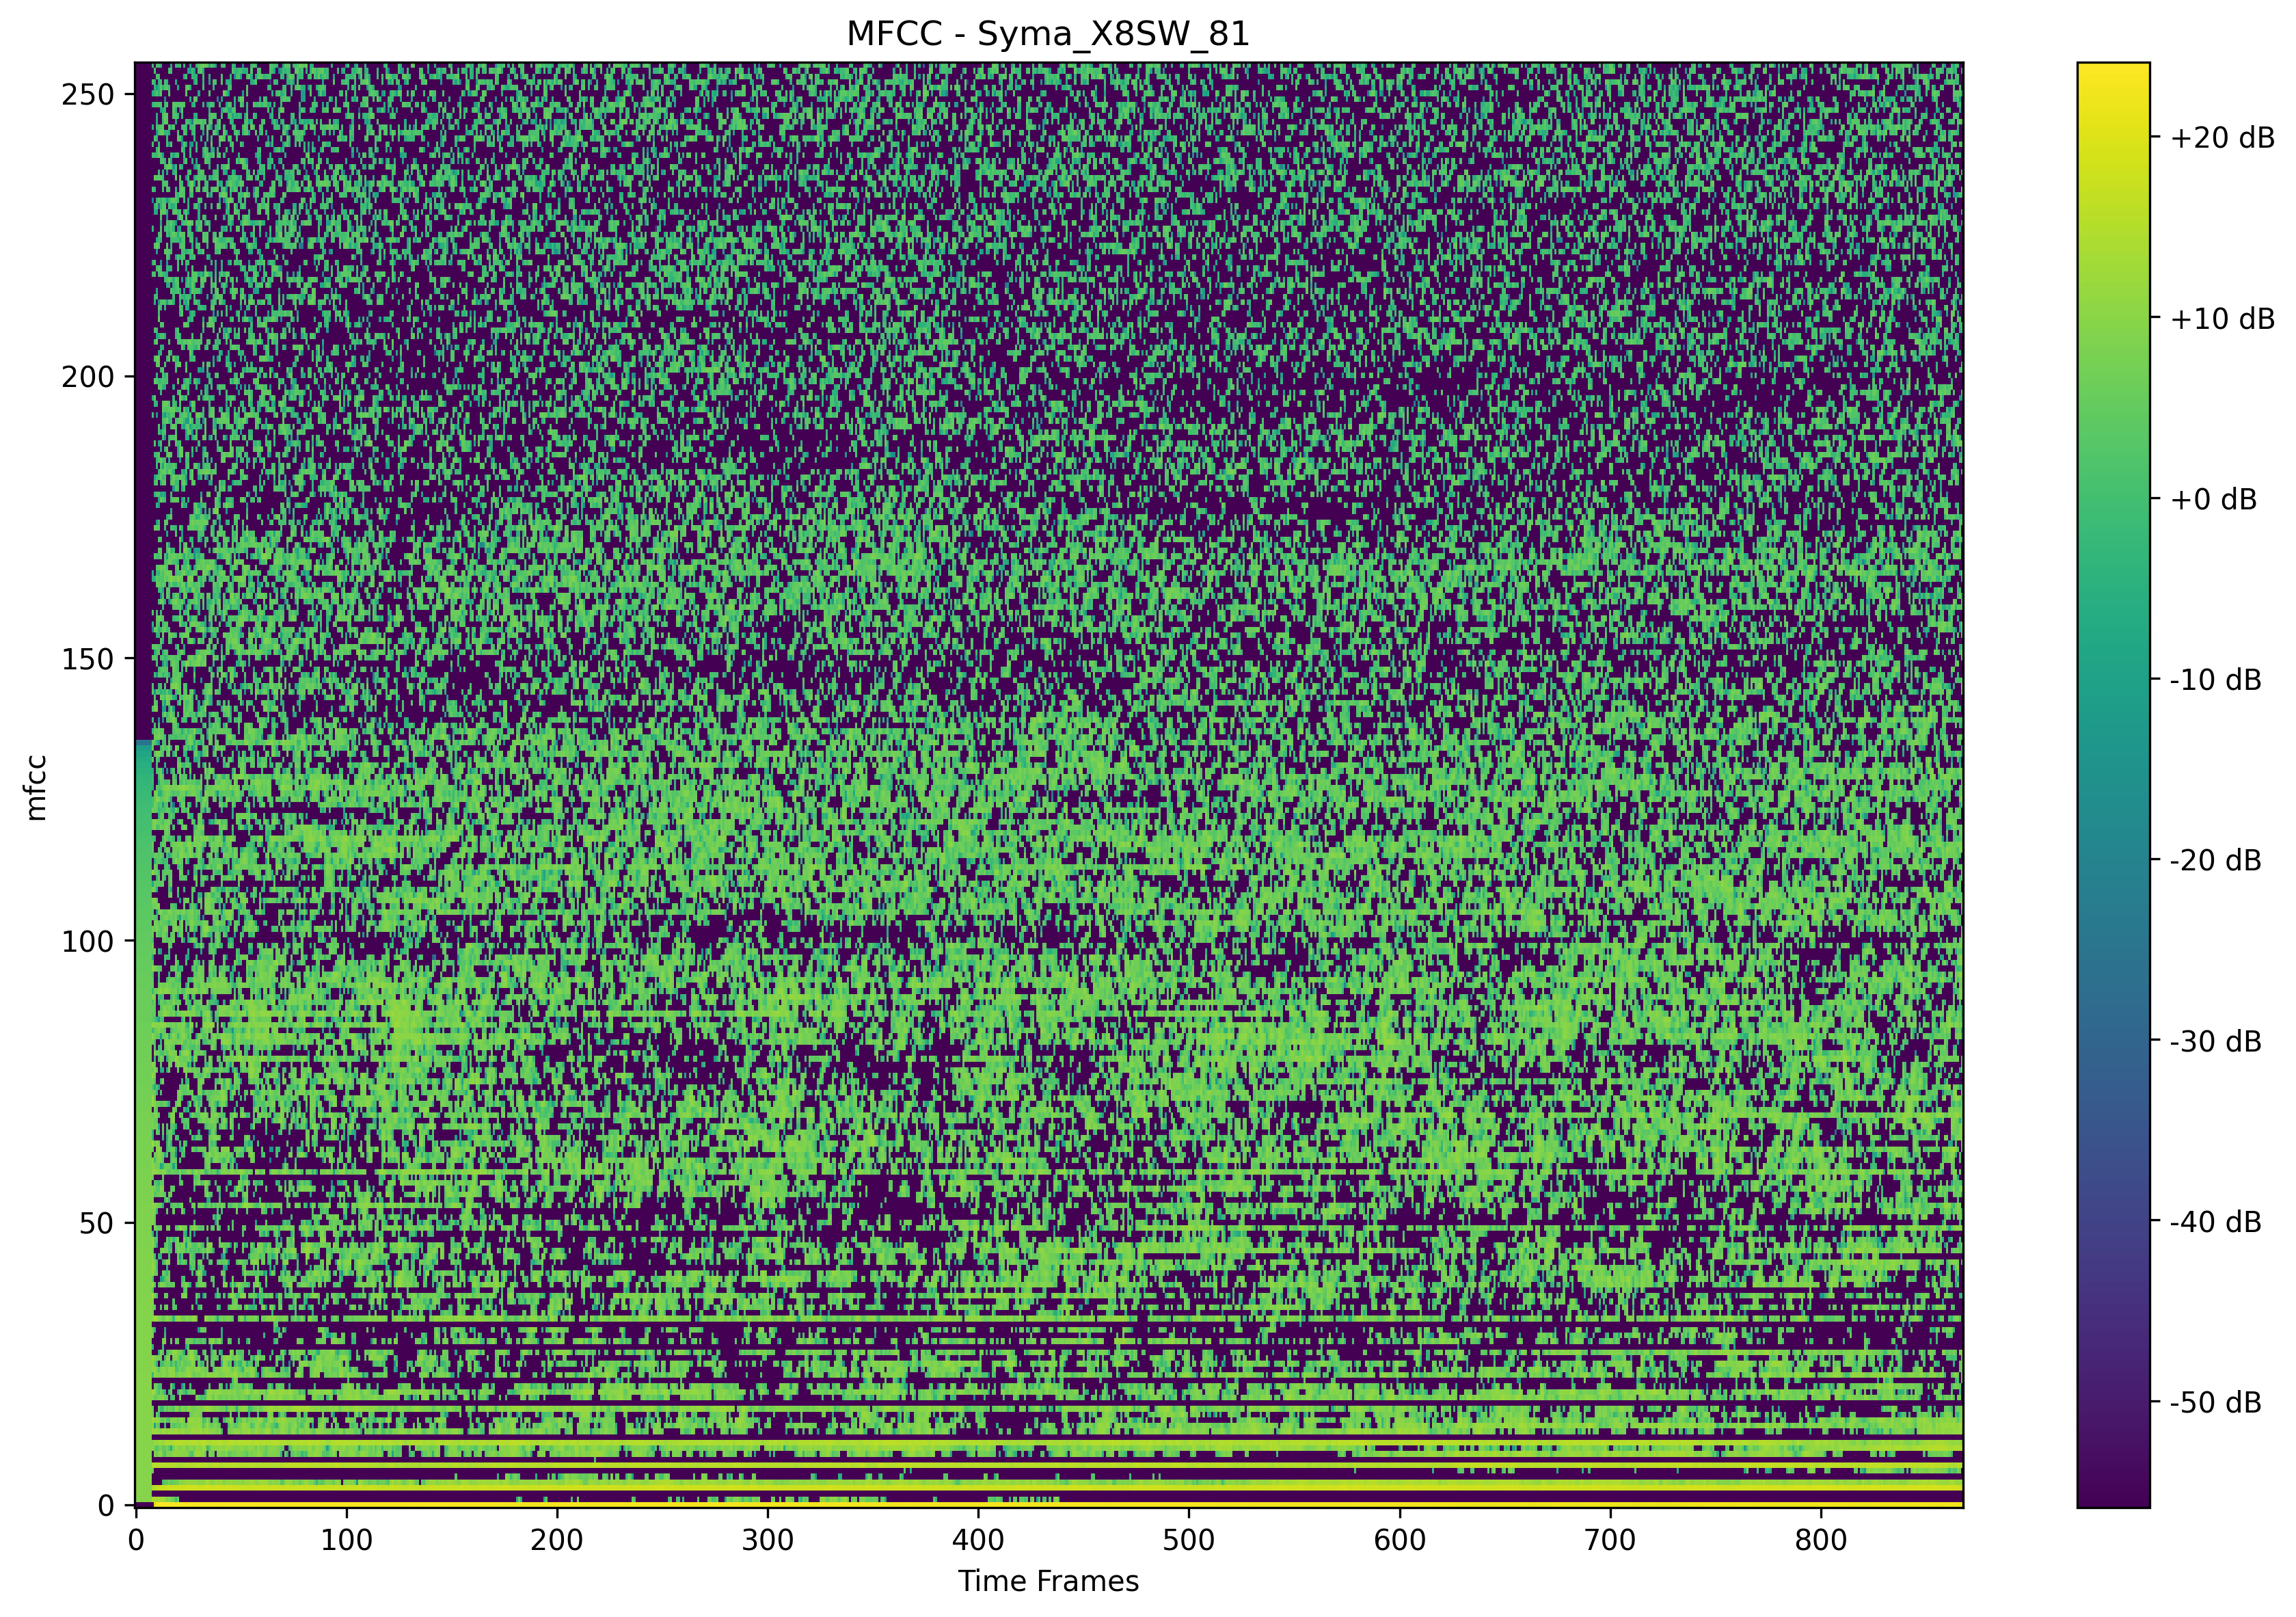 MFCC - Syma_X8SW_81
250
200
150
100
50
0
mfcc
0 100 200 300 400 500 600 700 800
Time Frames
+20 dB
+10 dB
+0 dB
-10 dB
-20 dB
-30 dB
-40 dB
-50 dB